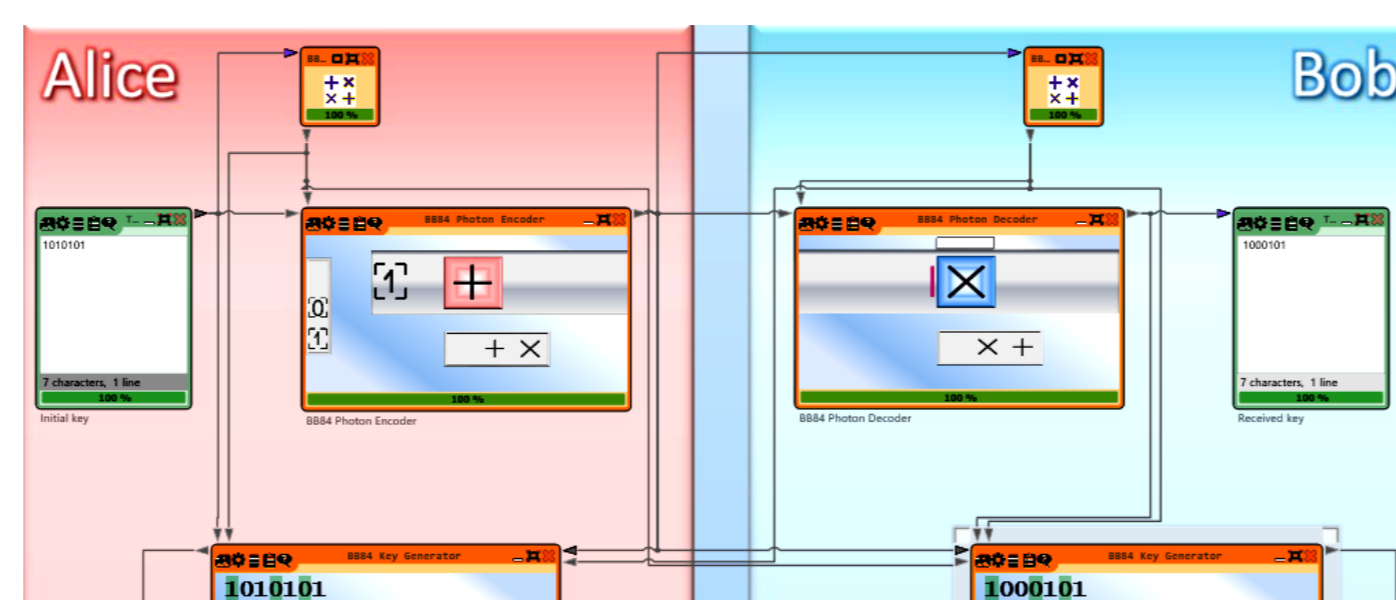 Alice
Bob
BB...
100 %
BB...
100 %
T...
1010101
7 characters, 1 line
100 %
Initial key
BB84 Photon Encoder
1
+
0
1
+ ×
100 %
BB84 Photon Encoder
BB84 Photon Decoder
×
× +
100 %
BB84 Photon Decoder
T...
1000101
7 characters, 1 line
100 %
Received key
BB84 Key Generator
1010101
BB84 Key Generator
1000101